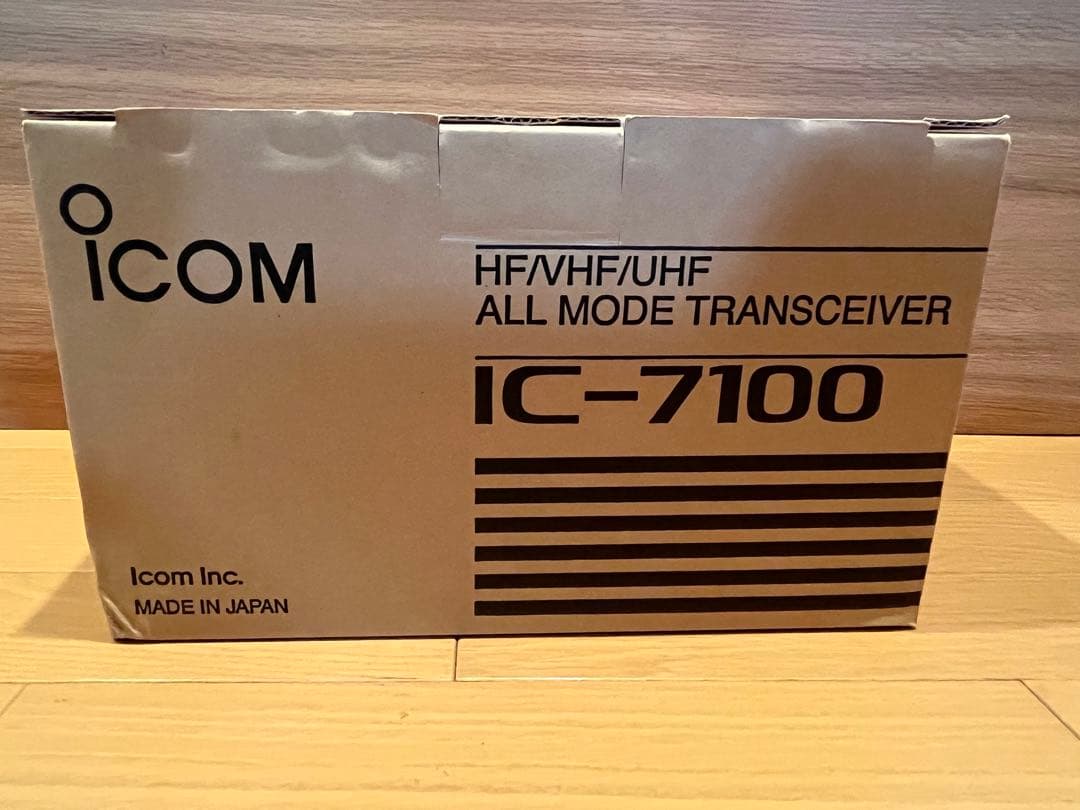 ICOM
HF/VHF/UHF
ALL MODE TRANSCEIVER
IC-7100
Icom Inc.
MADE IN JAPAN